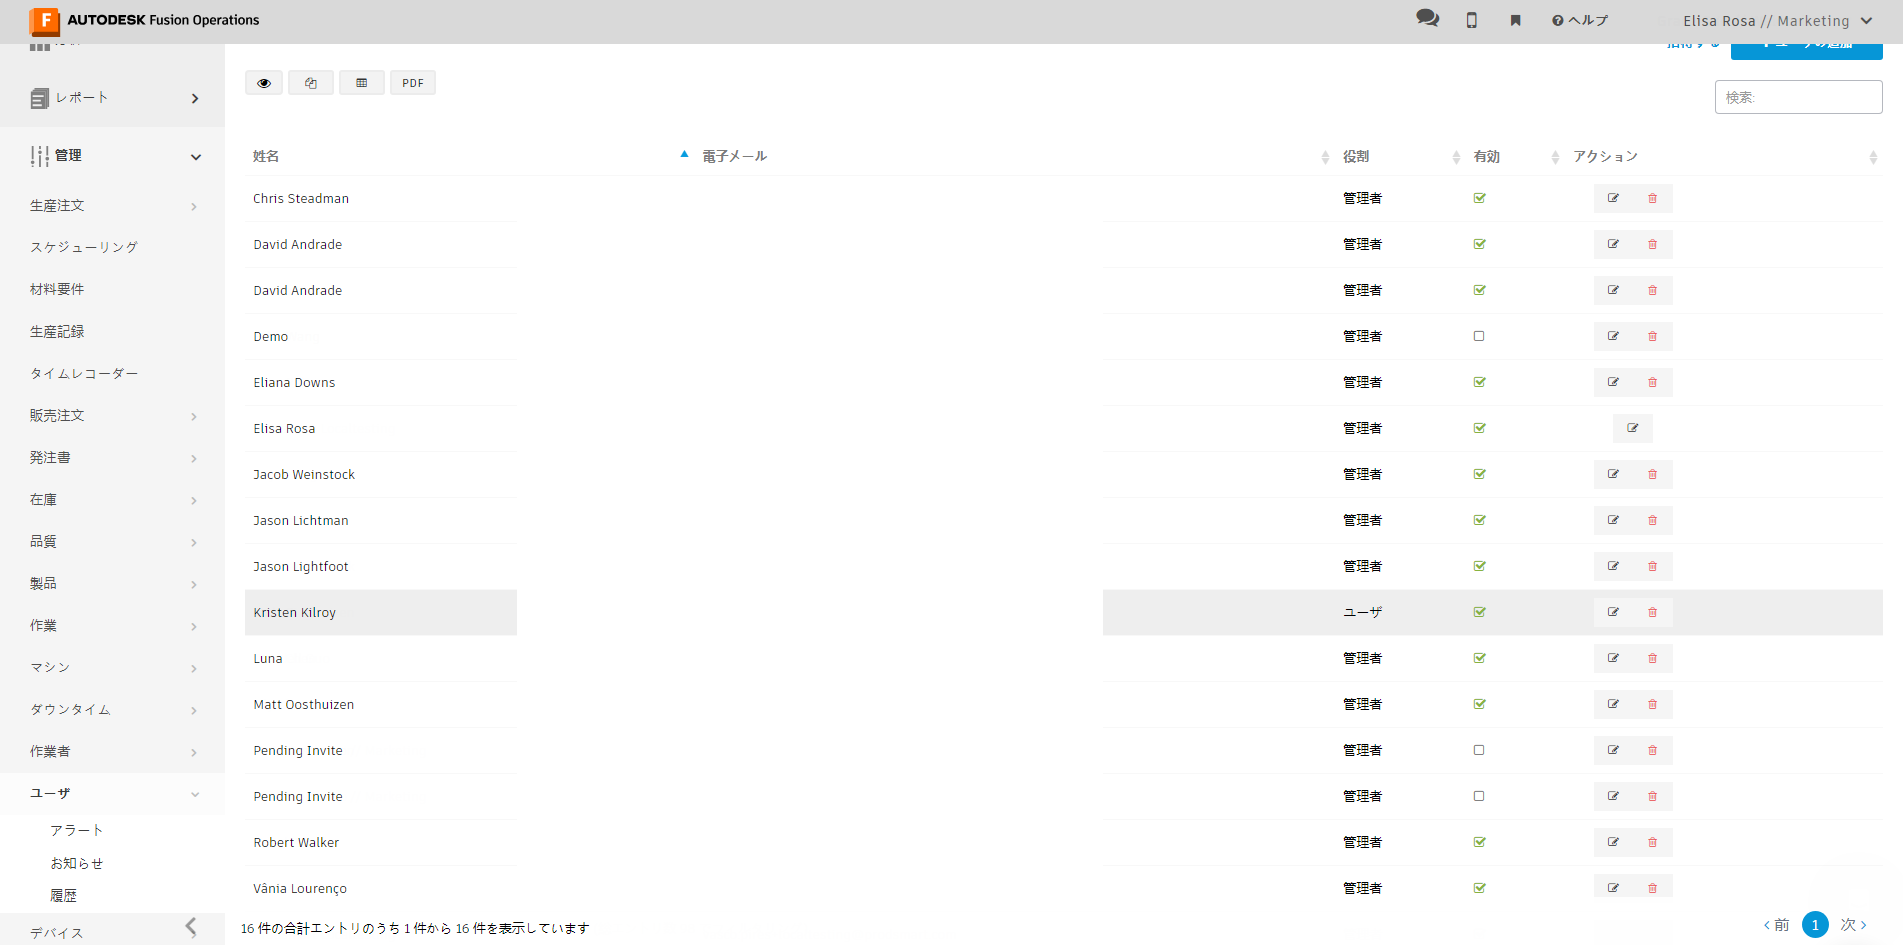 F AUTODESK Fusion Operations
ヘルプ
Elisa Rosa // Marketing
レポート
管理
生産注文
スケジューリング
材料要件
生産記録
タイムレコーダー
販売注文
発注書
在庫
品質
製品
作業
マシン
ダウンタイム
作業者
ユーザ
アラート
お知らせ
履歴
デバイス
PDF
検索:
姓名 電子メール 役割 有効 アクション
Chris Steadman 管理者
David Andrade 管理者
David Andrade 管理者
Demo 管理者
Eliana Downs 管理者
Elisa Rosa 管理者
Jacob Weinstock 管理者
Jason Lichtman 管理者
Jason Lightfoot 管理者
Kristen Kilroy ユーザ
Luna 管理者
Matt Oosthuizen 管理者
Pending Invite 管理者
Pending Invite 管理者
Robert Walker 管理者
Vânia Lourenço 管理者
16 件の合計エントリのうち 1 件から 16 件を表示しています
前 1 次